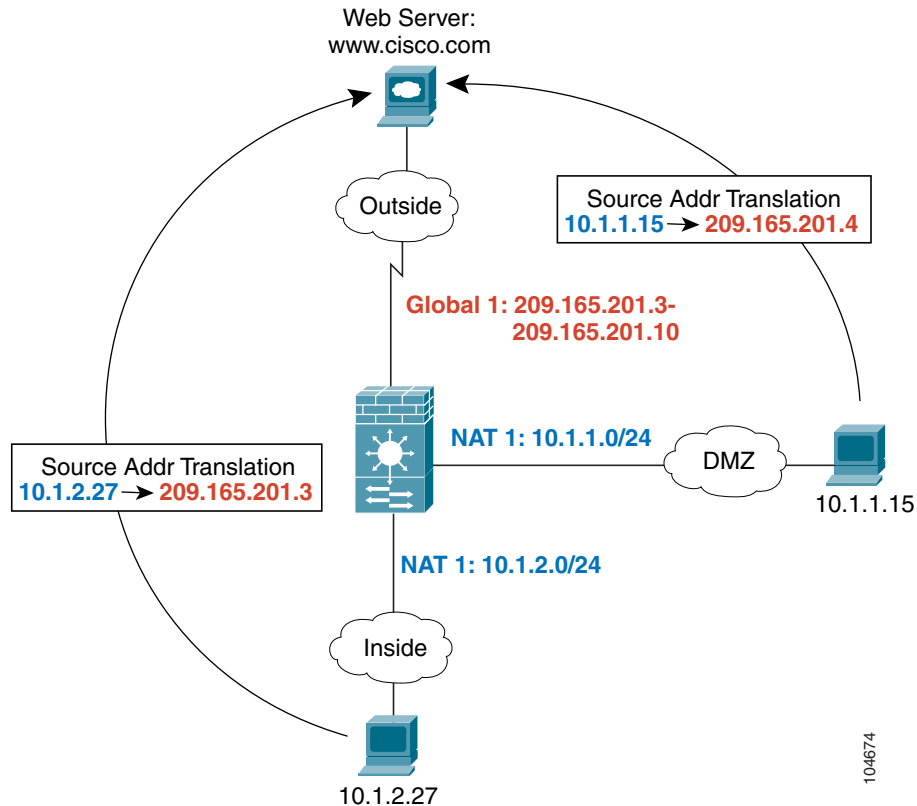 Web Server:
www.cisco.com
Outside
Source Addr Translation
10.1.1.15 → 209.165.201.4
Global 1: 209.165.201.3-
209.165.201.10
NAT 1: 10.1.1.0/24
DMZ
10.1.1.15
Source Addr Translation
10.1.2.27 → 209.165.201.3
NAT 1: 10.1.2.0/24
Inside
10.1.2.27
104674